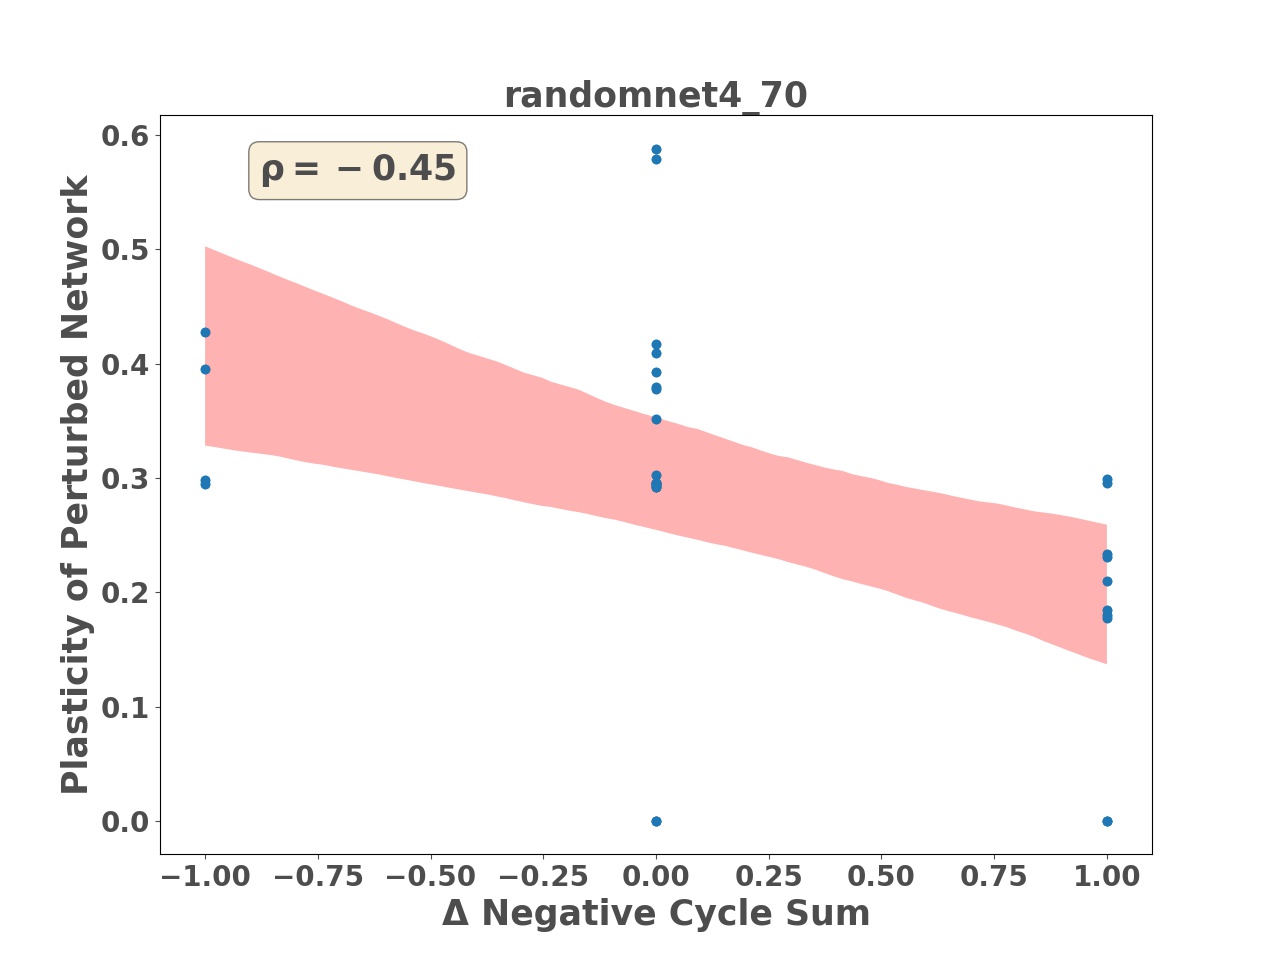 randomnet4_70
ρ = − 0.45
Plasticity of Perturbed Network
0.6
0.5
0.4
0.3
0.2
0.1
0.0
−1.00 −0.75 −0.50 −0.25 0.00 0.25 0.50 0.75 1.00
Δ Negative Cycle Sum